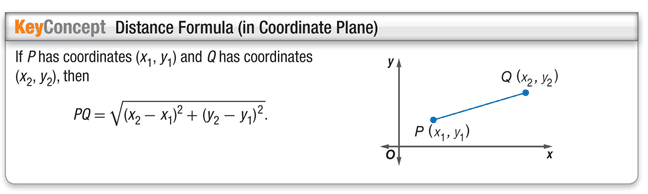 KeyConcept Distance Formula (in Coordinate Plane)
If P has coordinates (x₁, y₁) and Q has coordinates
(x₂, y₂), then
PQ = √((x₂ − x₁)² + (y₂ − y₁)²).
y
Q (x₂, y₂)
P (x₁, y₁)
O
x